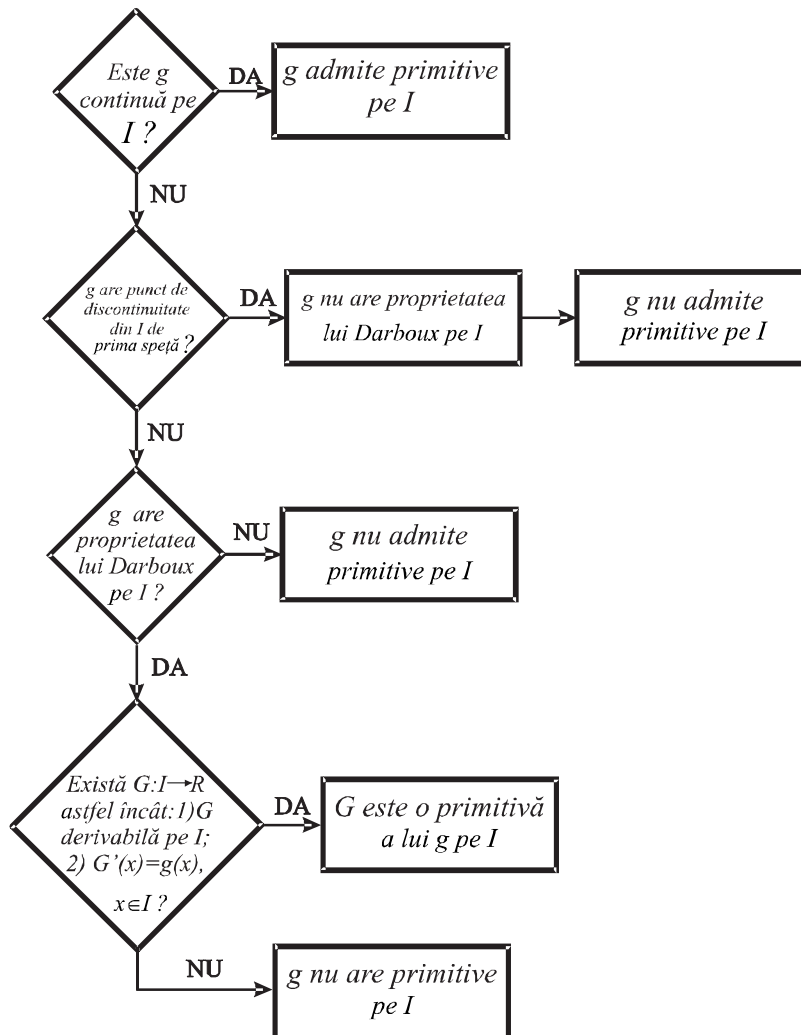 Este g
continuă pe
I ?
DA
g admite primitive
pe I
NU
g are punct de
discontinuitate
din I de
prima speță ?
DA
g nu are proprietatea
lui Darboux pe I
g nu admite
primitive pe I
NU
g are
proprietatea
lui Darboux
pe I ?
NU
g nu admite
primitive pe I
DA
Există G:I→R
astfel încât:1)G
derivabilă pe I;
2) G’(x)=g(x),
x∈I ?
DA
G este o primitivă
a lui g pe I
NU
g nu are primitive
pe I